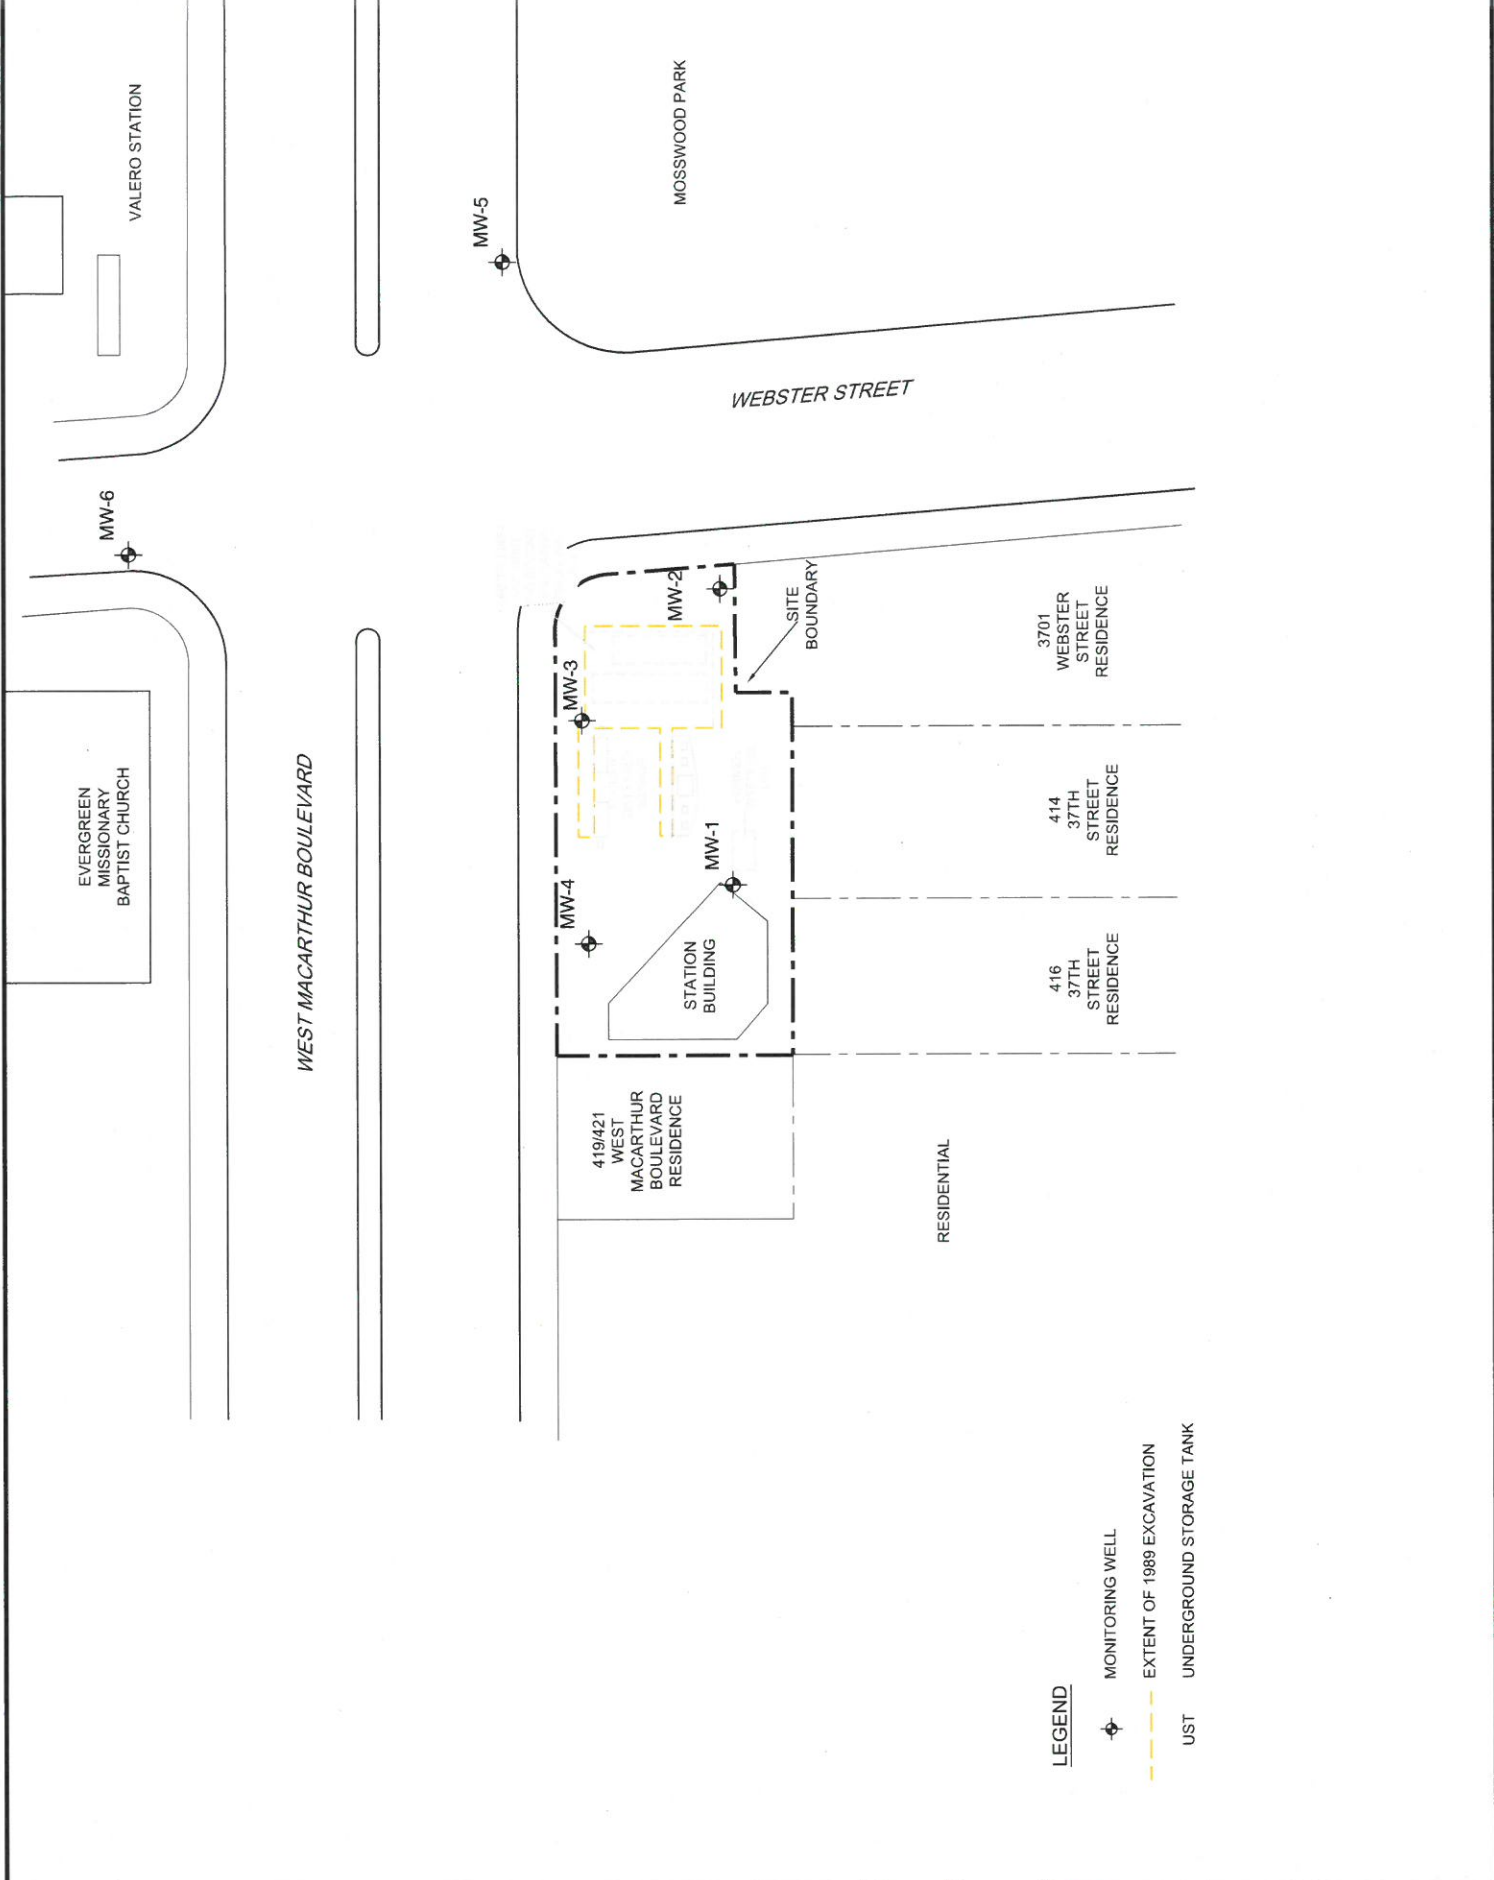 VALERO STATION
MOSSWOOD PARK
MW-5
WEBSTER STREET
MW-6
MW-2
SITE
BOUNDARY
MW-3
3701
WEBSTER
STREET
RESIDENCE
EVERGREEN
MISSIONARY
BAPTIST CHURCH
WEST MACARTHUR BOULEVARD
MW-4
MW-1
STATION
BUILDING
414
37TH
STREET
RESIDENCE
416
37TH
STREET
RESIDENCE
419/421
WEST
MACARTHUR
BOULEVARD
RESIDENCE
RESIDENTIAL
LEGEND
MONITORING WELL
EXTENT OF 1989 EXCAVATION
UST UNDERGROUND STORAGE TANK